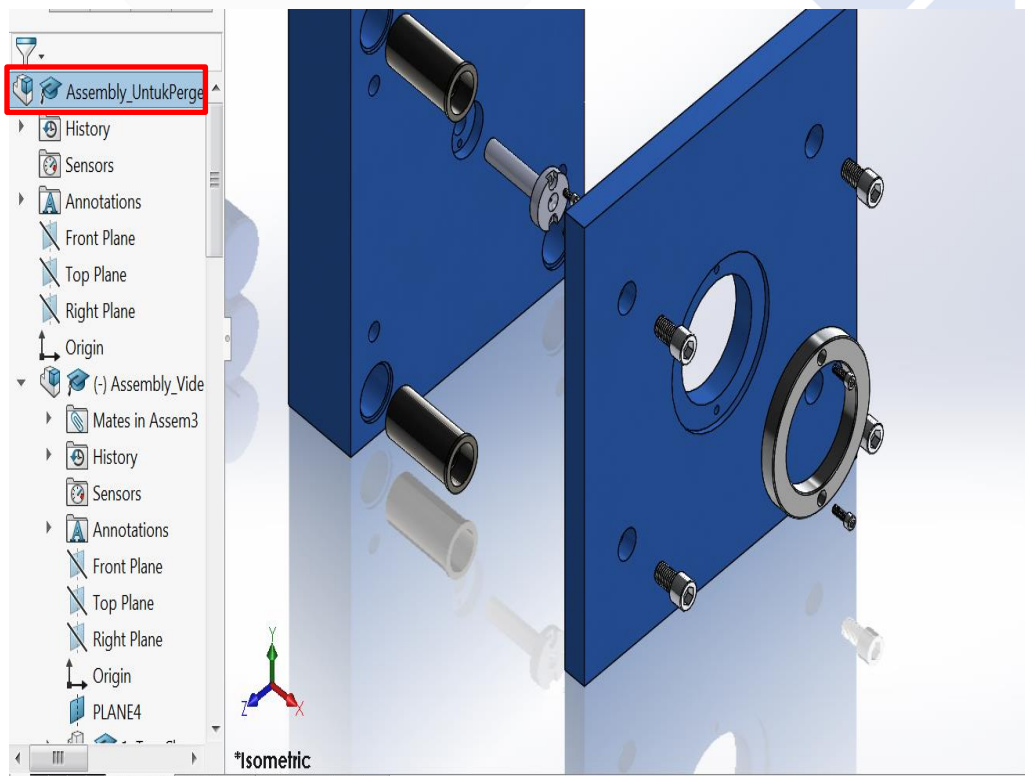 Assembly_UntukPerge
History
Sensors
Annotations
Front Plane
Top Plane
Right Plane
Origin
(-) Assembly_Vide
Mates in Assem3
History
Sensors
Annotations
Front Plane
Top Plane
Right Plane
Origin
PLANE4
Y
Z
X
*Isometric